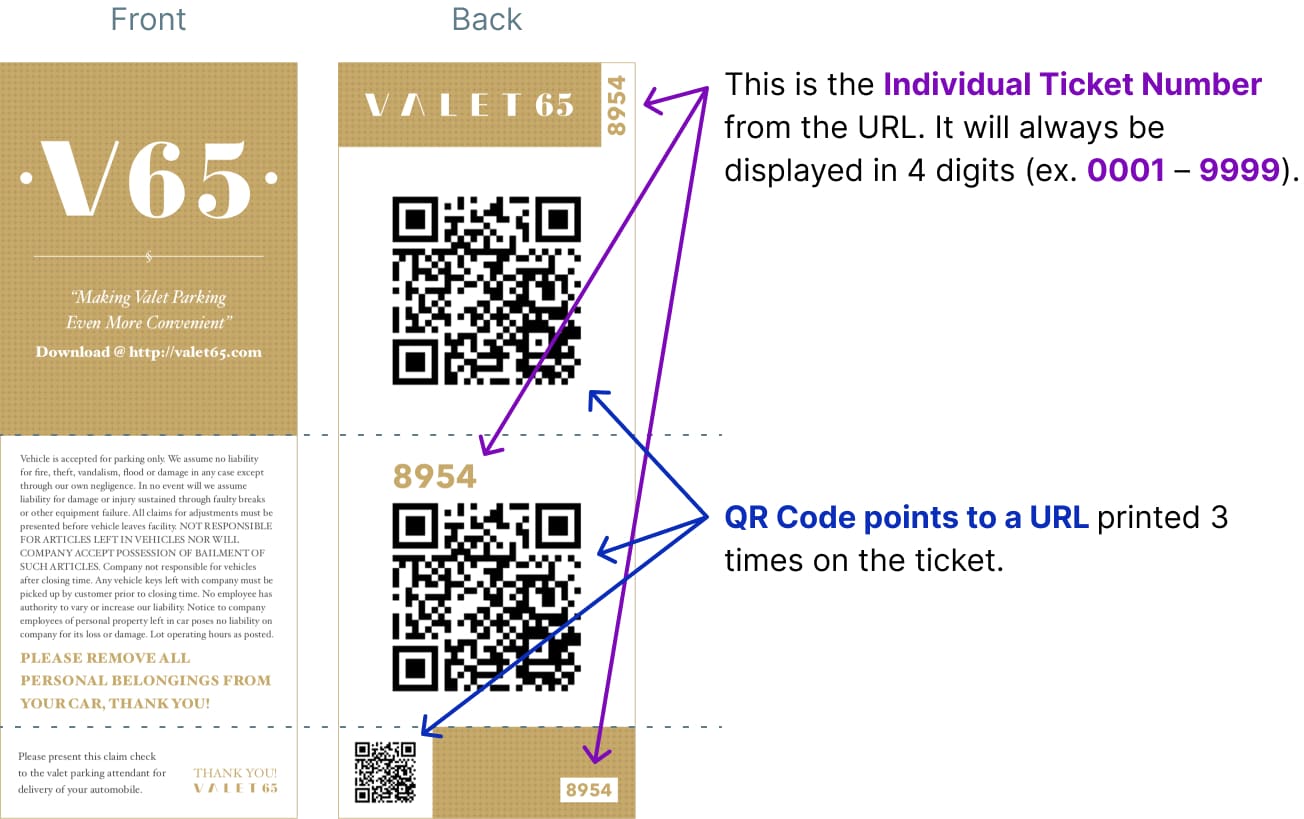 Front
·V65·
§
“Making Valet Parking
Even More Convenient”
Download @ http://valet65.com
Vehicle is accepted for parking only. We assume no liability
for fire, theft, vandalism, flood or damage in any case except
through our own negligence. In no event will we assume
liability for damage or injury sustained through faulty breaks
or other equipment failure. All claims for adjustments must be
presented before vehicle leaves facility. NOT RESPONSIBLE
FOR ARTICLES LEFT IN VEHICLES NOR WILL
COMPANY ACCEPT POSSESSION OF BAILMENT OF
SUCH ARTICLES. Company not responsible for vehicles
after closing time. Any vehicle keys left with company must be
picked up by customer prior to closing time. No employee has
authority to vary or increase our liability. Notice to company
employees of personal property left in car poses no liability on
company for its loss or damage. Lot operating hours as posted.
PLEASE REMOVE ALL
PERSONAL BELONGINGS FROM
YOUR CAR, THANK YOU!
Please present this claim check
to the valet parking attendant for
delivery of your automobile.
THANK YOU!
VALET 65
Back
VALET 65
8954
8954
8954
This is the Individual Ticket Number
from the URL. It will always be
displayed in 4 digits (ex. 0001 – 9999).
QR Code points to a URL printed 3
times on the ticket.